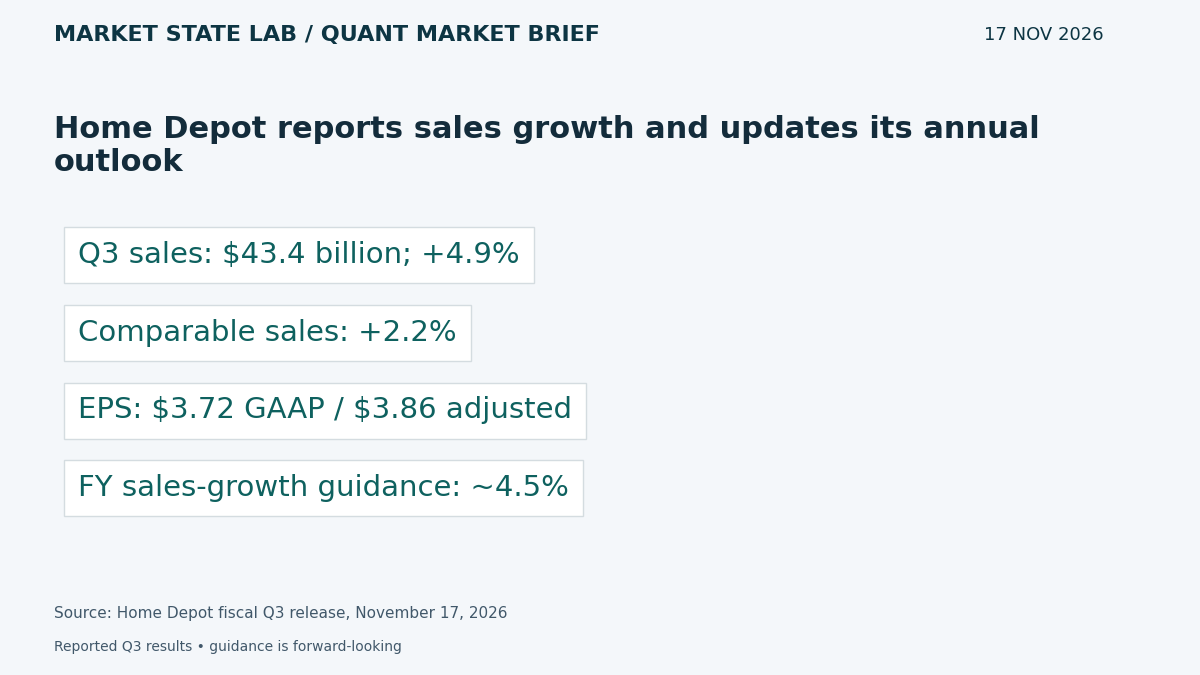 MARKET STATE LAB / QUANT MARKET BRIEF
17 NOV 2026
Home Depot reports sales growth and updates its annual
outlook
Q3 sales: $43.4 billion; +4.9%
Comparable sales: +2.2%
EPS: $3.72 GAAP / $3.86 adjusted
FY sales-growth guidance: ~4.5%
Source: Home Depot fiscal Q3 release, November 17, 2026
Reported Q3 results • guidance is forward-looking